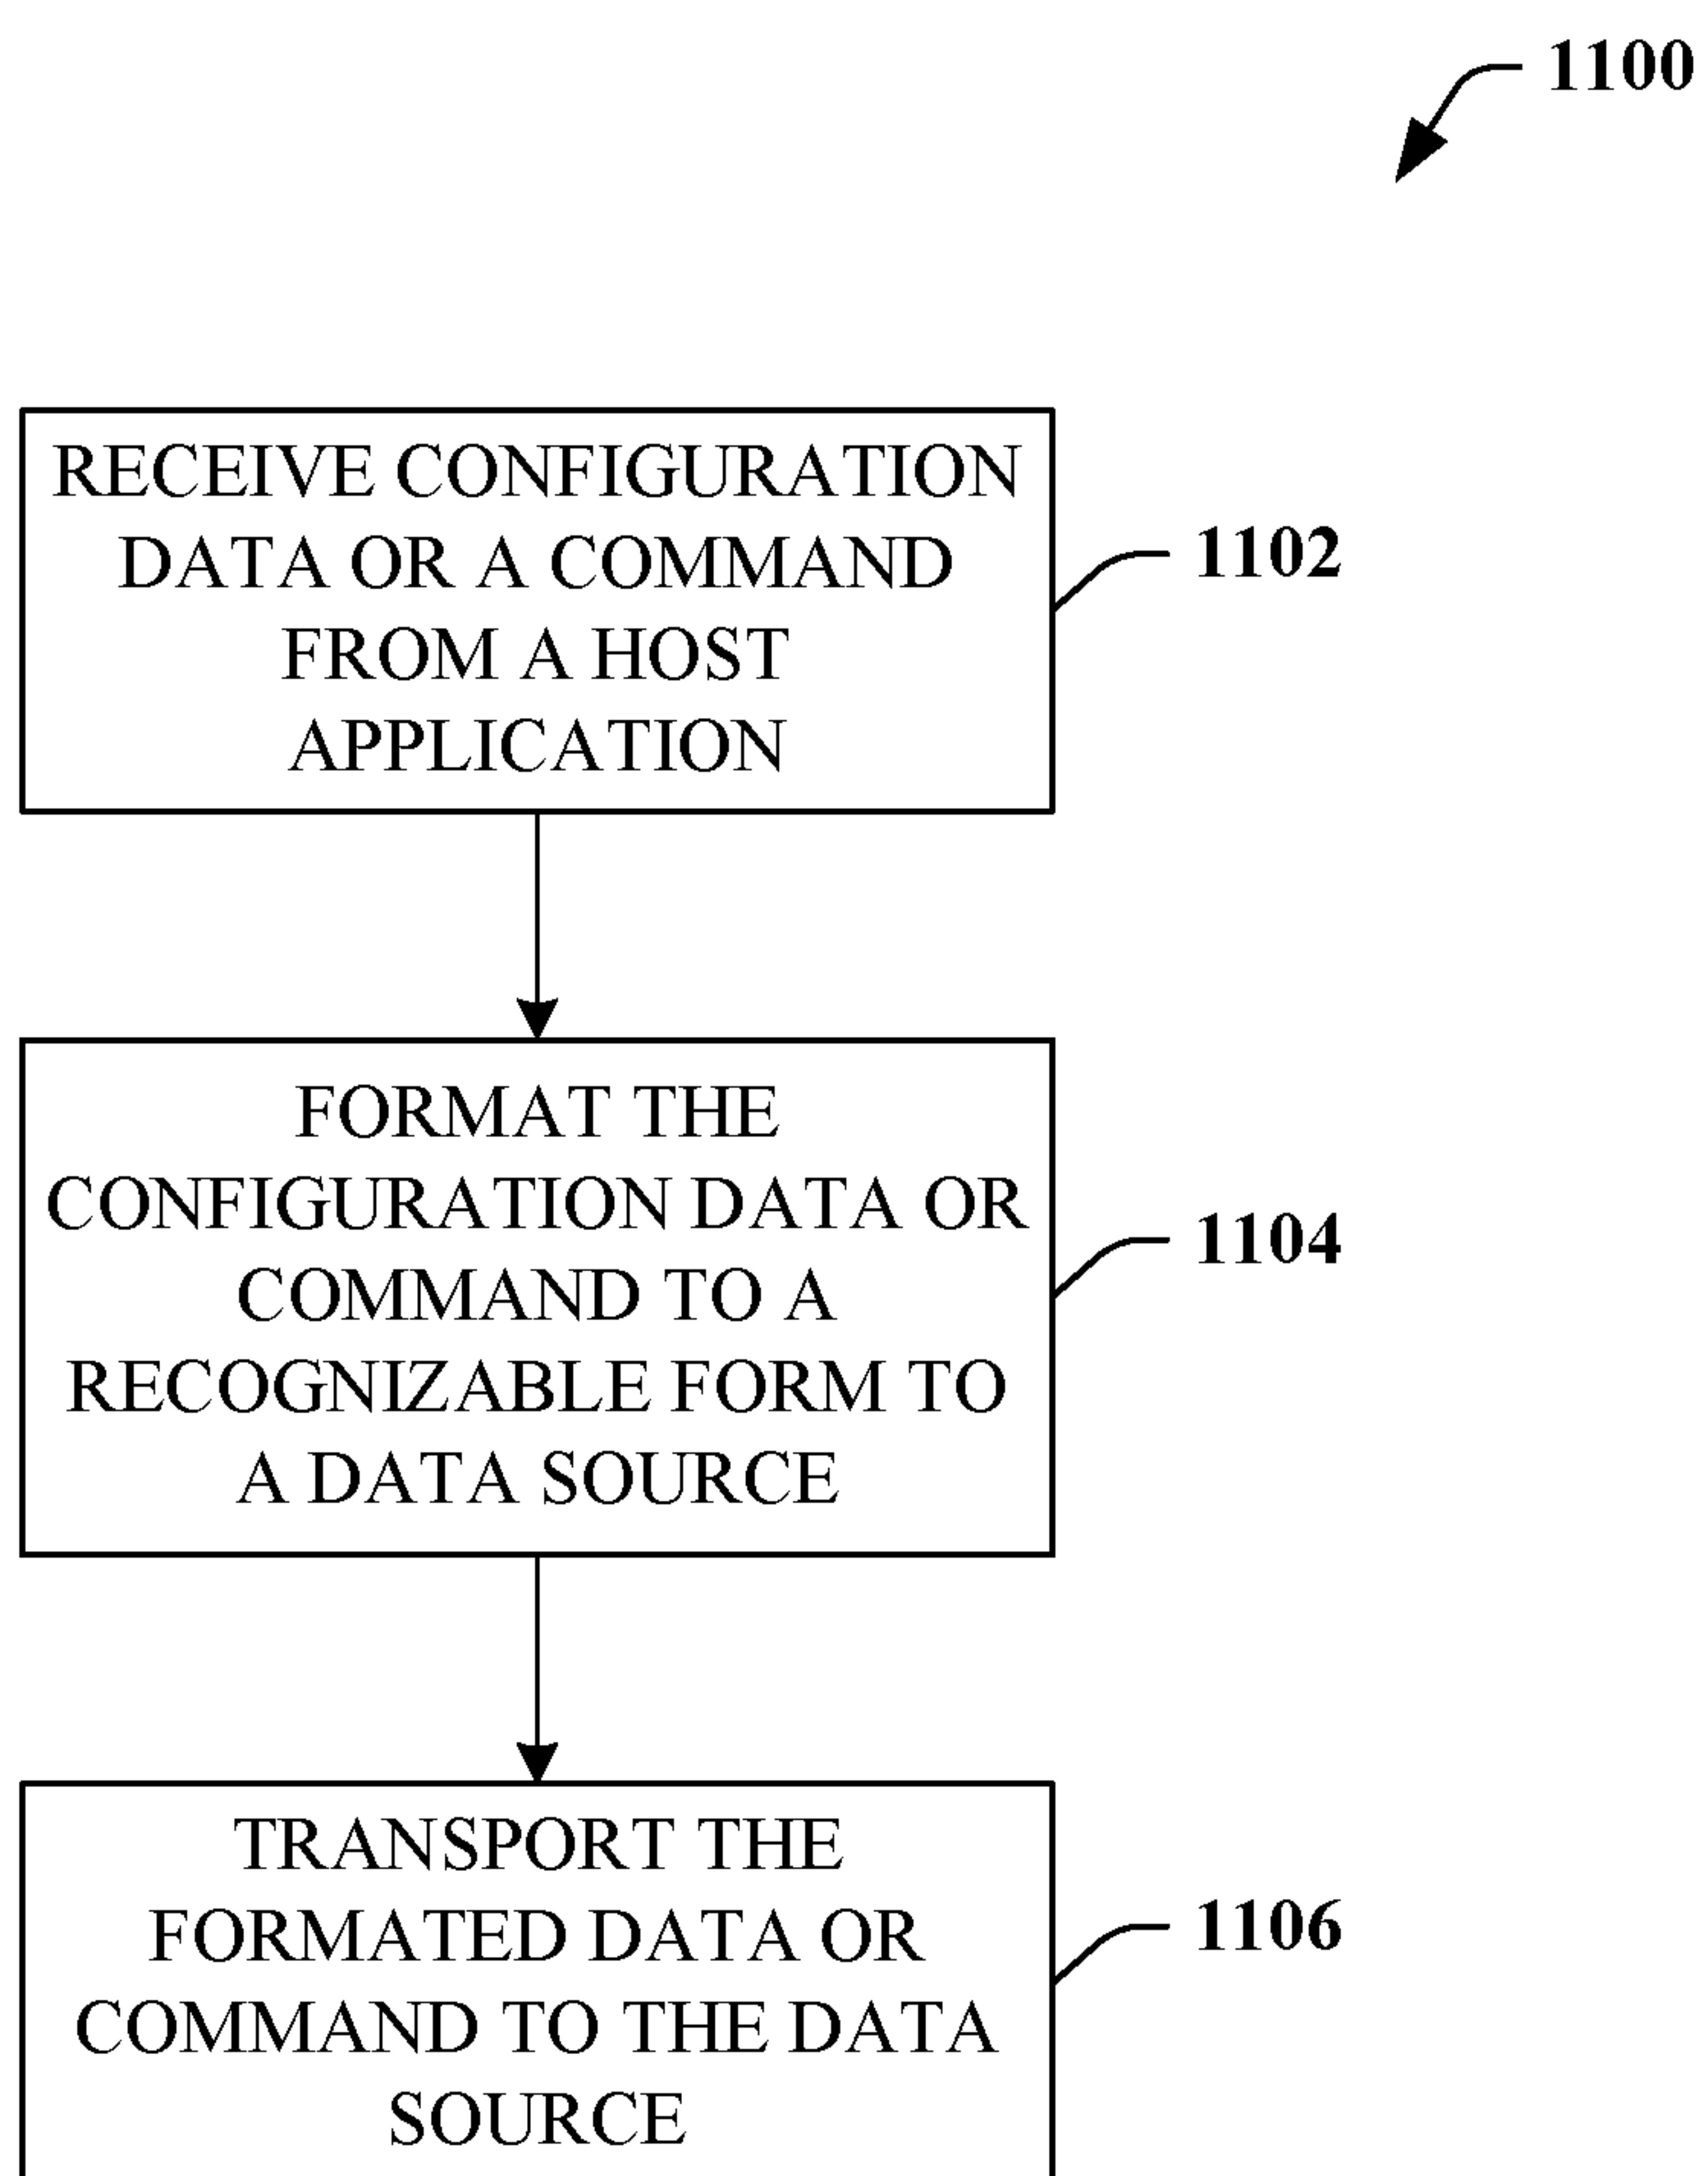 1100
RECEIVE CONFIGURATION
DATA OR A COMMAND
FROM A HOST
APPLICATION
1102
FORMAT THE
CONFIGURATION DATA OR
COMMAND TO A
RECOGNIZABLE FORM TO
A DATA SOURCE
1104
TRANSPORT THE
FORMATED DATA OR
COMMAND TO THE DATA
SOURCE
1106